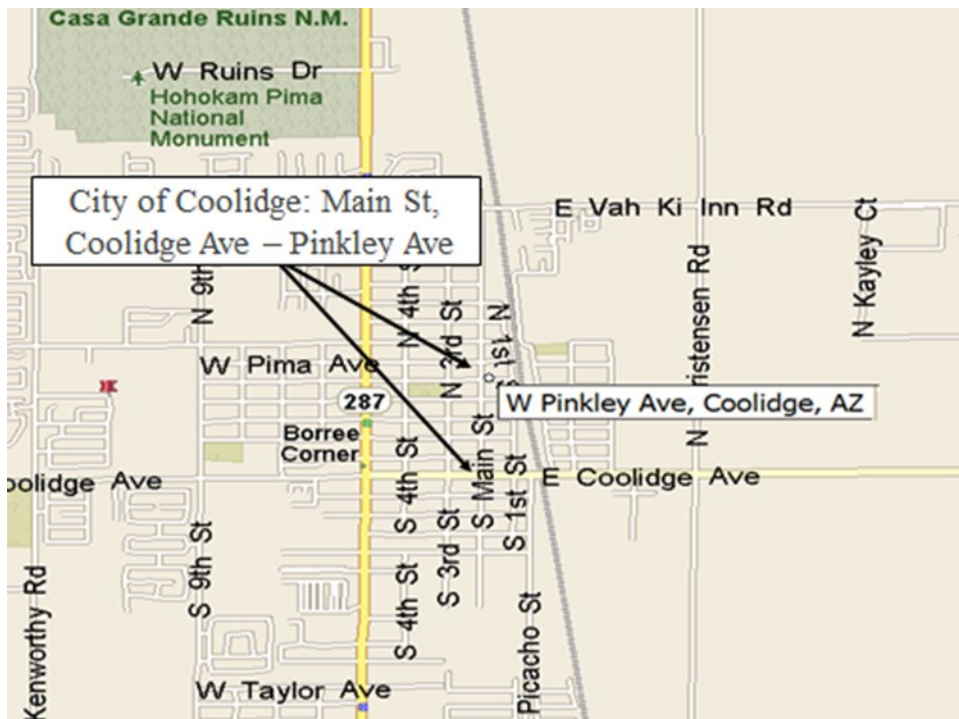 Casa Grande Ruins N.M.
W Ruins Dr
Hohokam Pima
National
Monument
City of Coolidge: Main St,
Coolidge Ave – Pinkley Ave
E Vah Ki Inn Rd
N Kayley Ct
N 9th
N 4th S
N 3rd St
N 1st S
N ristensen Rd
W Pima Ave
287
W Pinkley Ave, Coolidge, AZ
Borree
Corner
oolidge Ave
E Coolidge Ave
S Main St
S 1st St
S 4th St
S 3rd St
S 9th St
S 4th St
Kenworthy Rd
Picacho St
W Taylor Ave